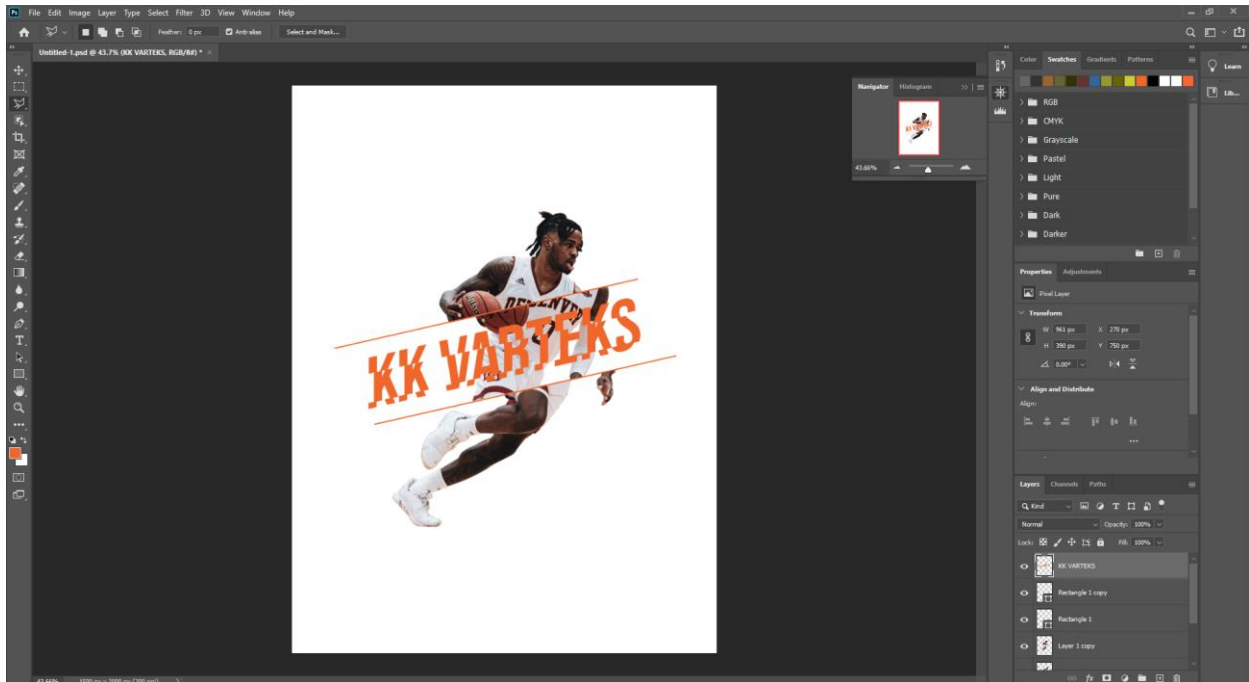 File Edit Image Layer Type Select Filter 3D View Window Help
Feather: 0 px Anti-alias Select and Mask...
Untitled-1.psd @ 43.7% (KK VARTEKS, RGB/8#) *
KK VARTEKS
Navigator Histogram
43.66%
Color Swatches Gradients Patterns
RGB
CMYK
Grayscale
Pastel
Light
Pure
Dark
Darker
Learn
Lib...
Properties Adjustments
Pixel Layer
Transform
W 961 px X 270 px
H 390 px Y 750 px
0.00°
Align and Distribute
Align:
Layers Channels Paths
Kind
Normal Opacity: 100%
Lock: Fill: 100%
KK VARTEKS
Rectangle 1 copy
Rectangle 1
Layer 1 copy
43.66%